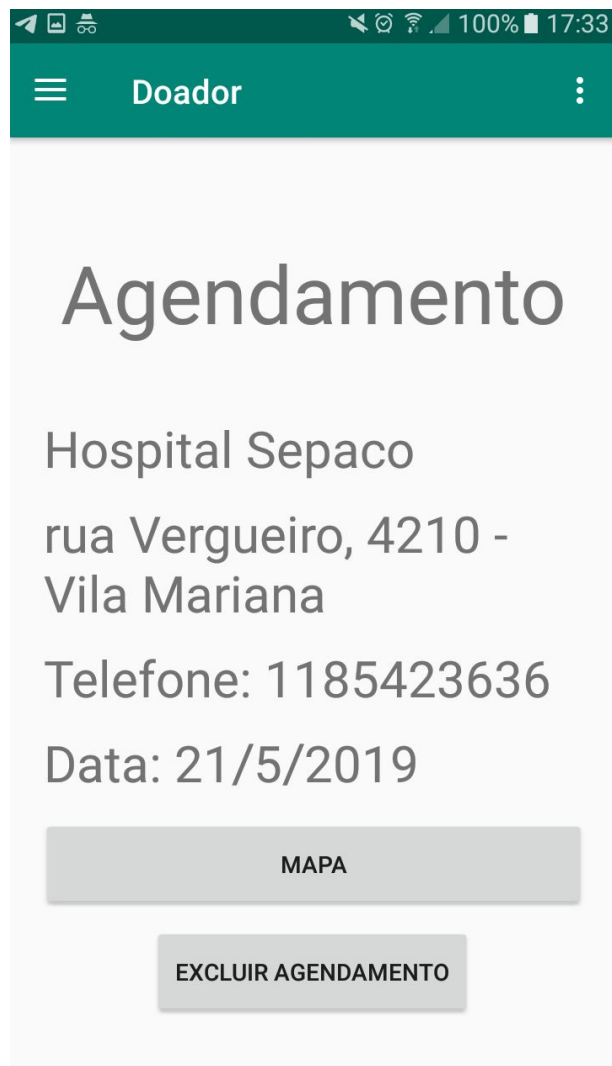 100% 17:33
Doador
Agendamento
Hospital Sepaco
rua Vergueiro, 4210 -
Vila Mariana
Telefone: 1185423636
Data: 21/5/2019
MAPA
EXCLUIR AGENDAMENTO